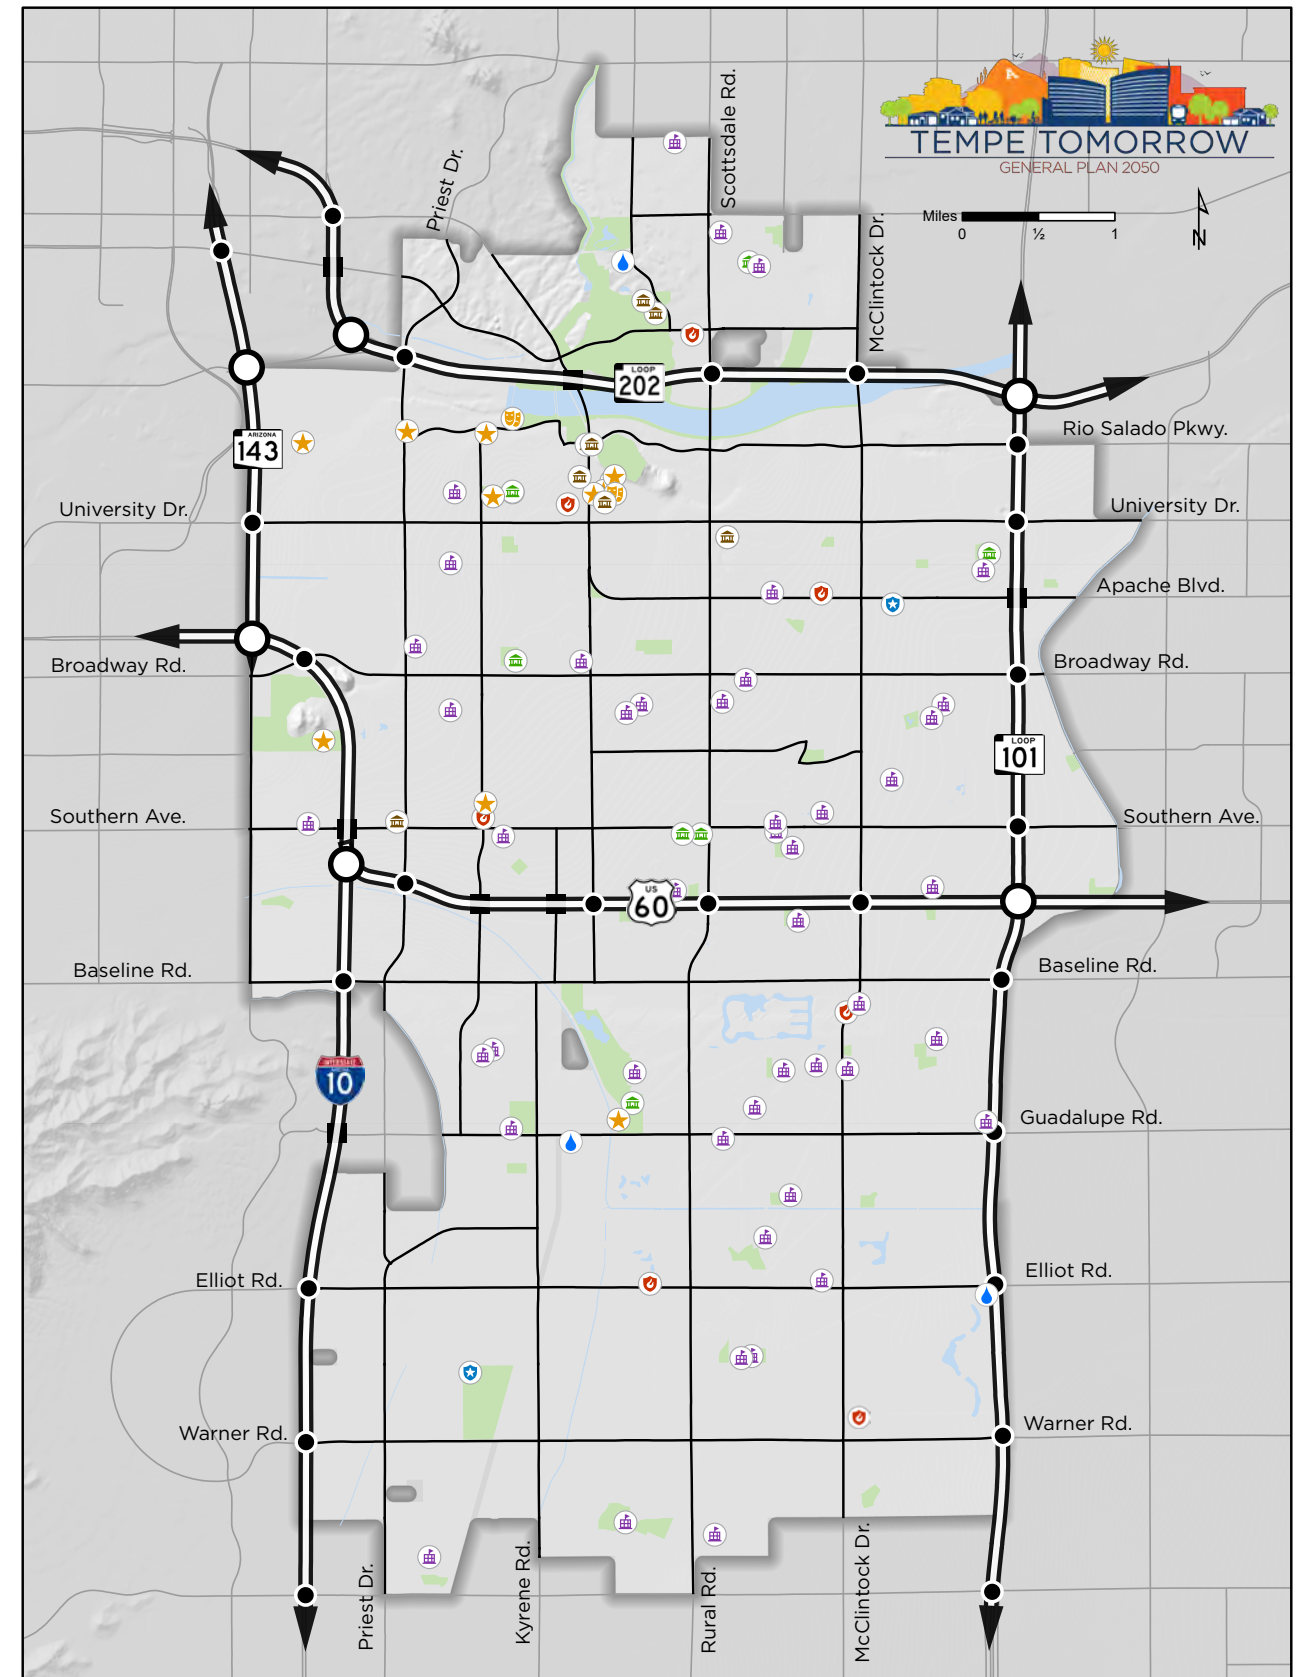 TEMPE TOMORROW
GENERAL PLAN 2050
Scottsdale Rd.
Priest Dr.
McClintock Dr.
Miles
0 ½ 1
N
LOOP
202
ARIZONA
143
Rio Salado Pkwy.
University Dr.
University Dr.
Apache Blvd.
Broadway Rd.
Broadway Rd.
LOOP
101
Southern Ave.
Southern Ave.
US
60
Baseline Rd.
Baseline Rd.
INTERSTATE
ARIZONA
10
Guadalupe Rd.
Elliot Rd.
Elliot Rd.
Warner Rd.
Warner Rd.
Priest Dr.
Kyrene Rd.
Rural Rd.
McClintock Dr.